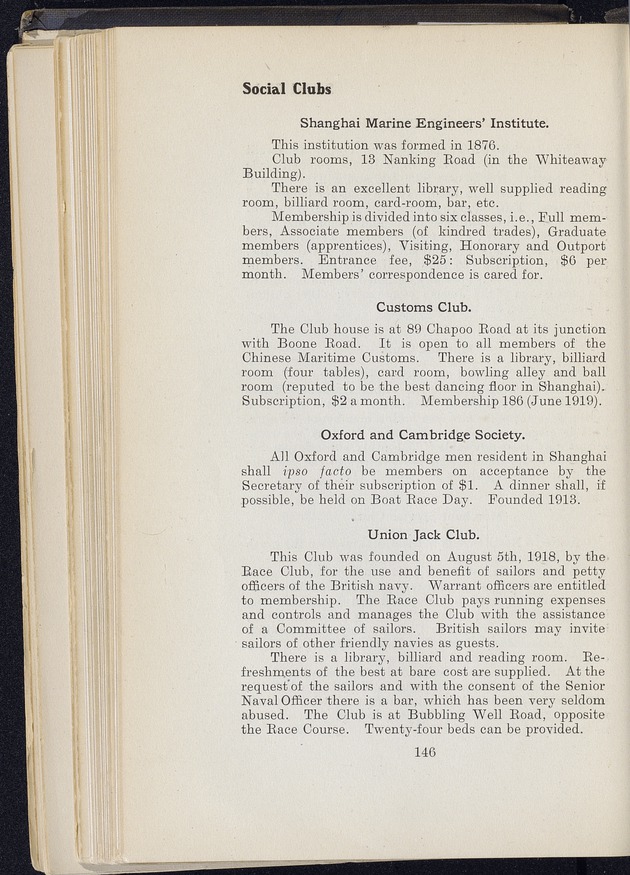 Social Clubs
Shanghai Marine Engineers' Institute.
This institution was formed in 1876.
Club rooms, 13 Nanking Road (in the Whiteaway
Building).
There is an excellent library, well supplied reading
room, billiard room, card-room, bar, etc.
Membership is divided into six classes, i.e., Full mem-
bers, Associate members (of kindred trades), Graduate
members (apprentices), Visiting, Honorary and Outport
members. Entrance fee, $25: Subscription, $6 per
month. Members' correspondence is cared for.
Customs Club.
The Club house is at 89 Chapoo Road at its junction
with Boone Road. It is open to all members of the
Chinese Maritime Customs. There is a library, billiard
room (four tables), card room, bowling alley and ball
room (reputed to be the best dancing floor in Shanghai).
Subscription, $2 a month. Membership 186 (June 1919).
Oxford and Cambridge Society.
All Oxford and Cambridge men resident in Shanghai
shall ipso facto be members on acceptance by the
Secretary of their subscription of $1. A dinner shall, if
possible, be held on Boat Race Day. Founded 1913.
Union Jack Club.
This Club was founded on August 5th, 1918, by the
Race Club, for the use and benefit of sailors and petty
officers of the British navy. Warrant officers are entitled
to membership. The Race Club pays running expenses
and controls and manages the Club with the assistance
of a Committee of sailors. British sailors may invite
sailors of other friendly navies as guests.
There is a library, billiard and reading room. Re-
freshments of the best at bare cost are supplied. At the
request of the sailors and with the consent of the Senior
Naval Officer there is a bar, which has been very seldom
abused. The Club is at Bubbling Well Road, opposite
the Race Course. Twenty-four beds can be provided.
146